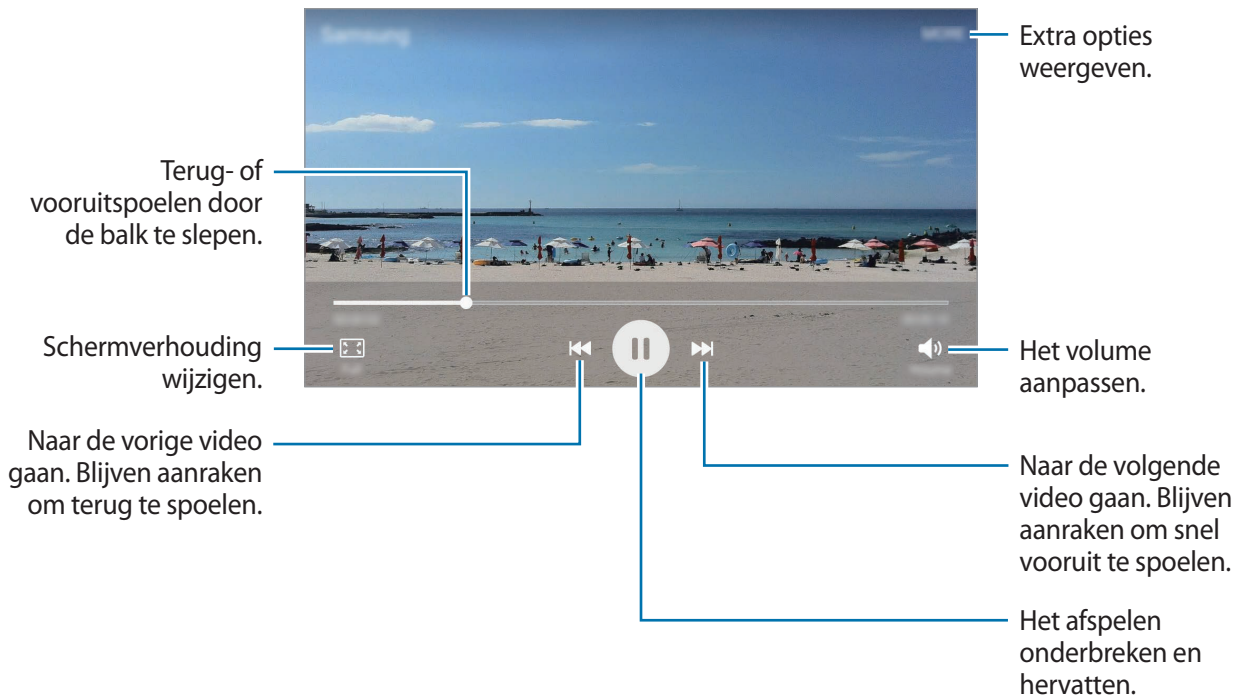 Extra opties
weergeven.
Terug- of
vooruitspoelen door
de balk te slepen.
Schermverhouding
wijzigen.
Het volume
aanpassen.
Naar de vorige video
gaan. Blijven aanraken
om terug te spoelen.
Naar de volgende
video gaan. Blijven
aanraken om snel
vooruit te spoelen.
Het afspelen
onderbreken en
hervatten.